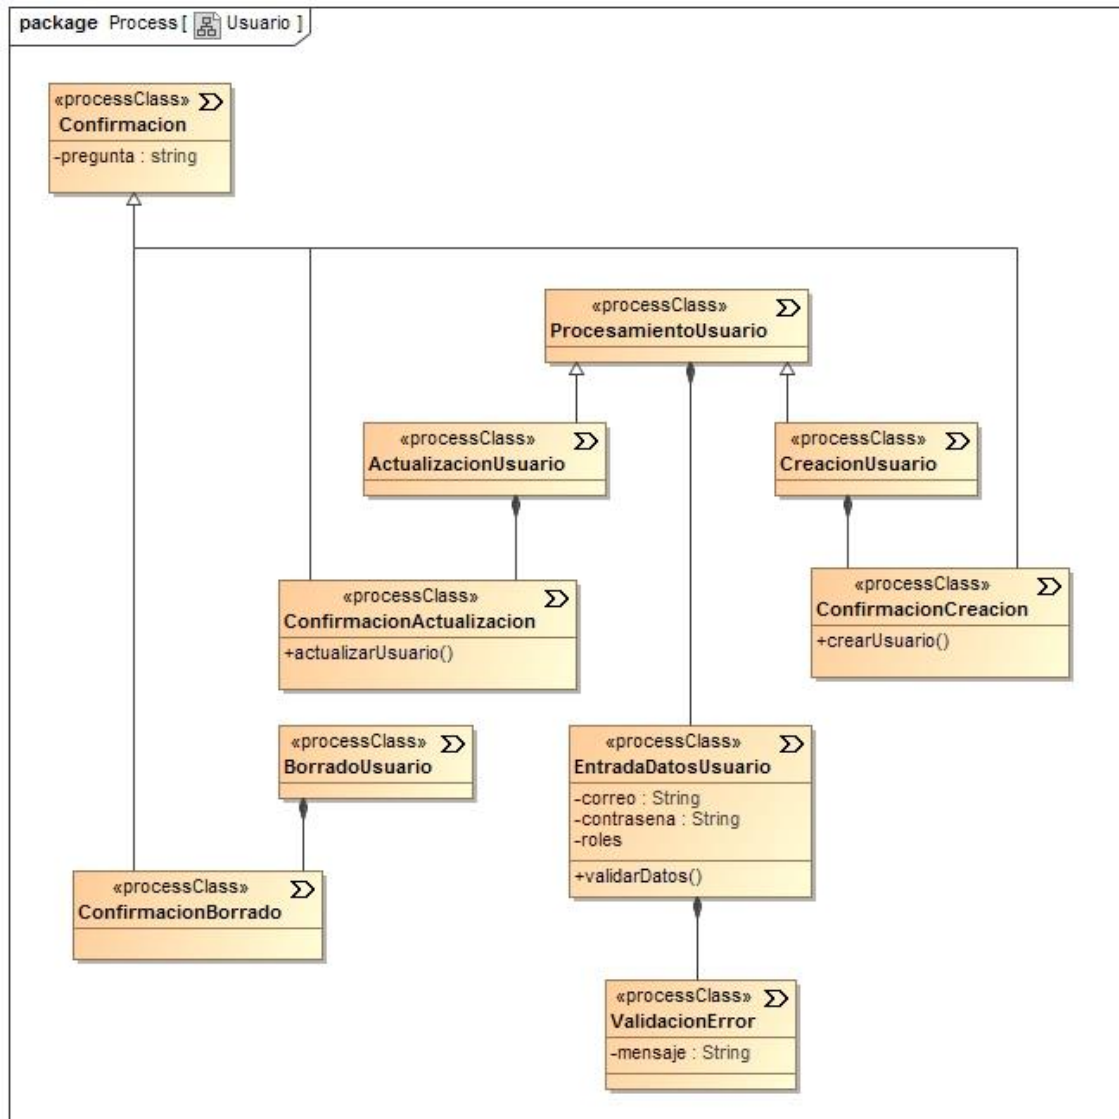 package Process [ Usuario ]
«processClass»
Confirmacion
-pregunta : string
«processClass»
ProcesamientoUsuario
«processClass»
ActualizacionUsuario
«processClass»
CreacionUsuario
«processClass»
ConfirmacionActualizacion
+actualizarUsuario()
«processClass»
ConfirmacionCreacion
+crearUsuario()
«processClass»
BorradoUsuario
«processClass»
EntradaDatosUsuario
-correo : String
-contrasena : String
-roles
+validarDatos()
«processClass»
ConfirmacionBorrado
«processClass»
ValidacionError
-mensaje : String